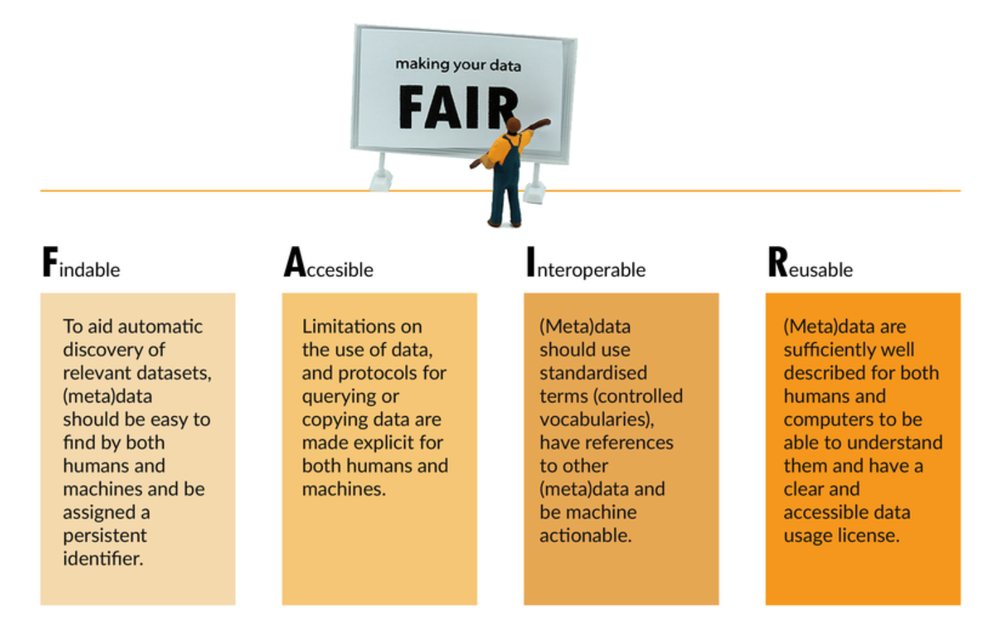 making your data
FAIR
Findable
To aid automatic
discovery of
relevant datasets,
(meta)data
should be easy to
find by both
humans and
machines and be
assigned a
persistent
identifier.
Accesible
Limitations on
the use of data,
and protocols for
querying or
copying data are
made explicit for
both humans and
machines.
Interoperable
(Meta)data
should use
standardised
terms (controlled
vocabularies),
have references
to other
(meta)data and
be machine
actionable.
Reusable
(Meta)data are
sufficiently well
described for both
humans and
computers to be
able to understand
them and have a
clear and
accessible data
usage license.